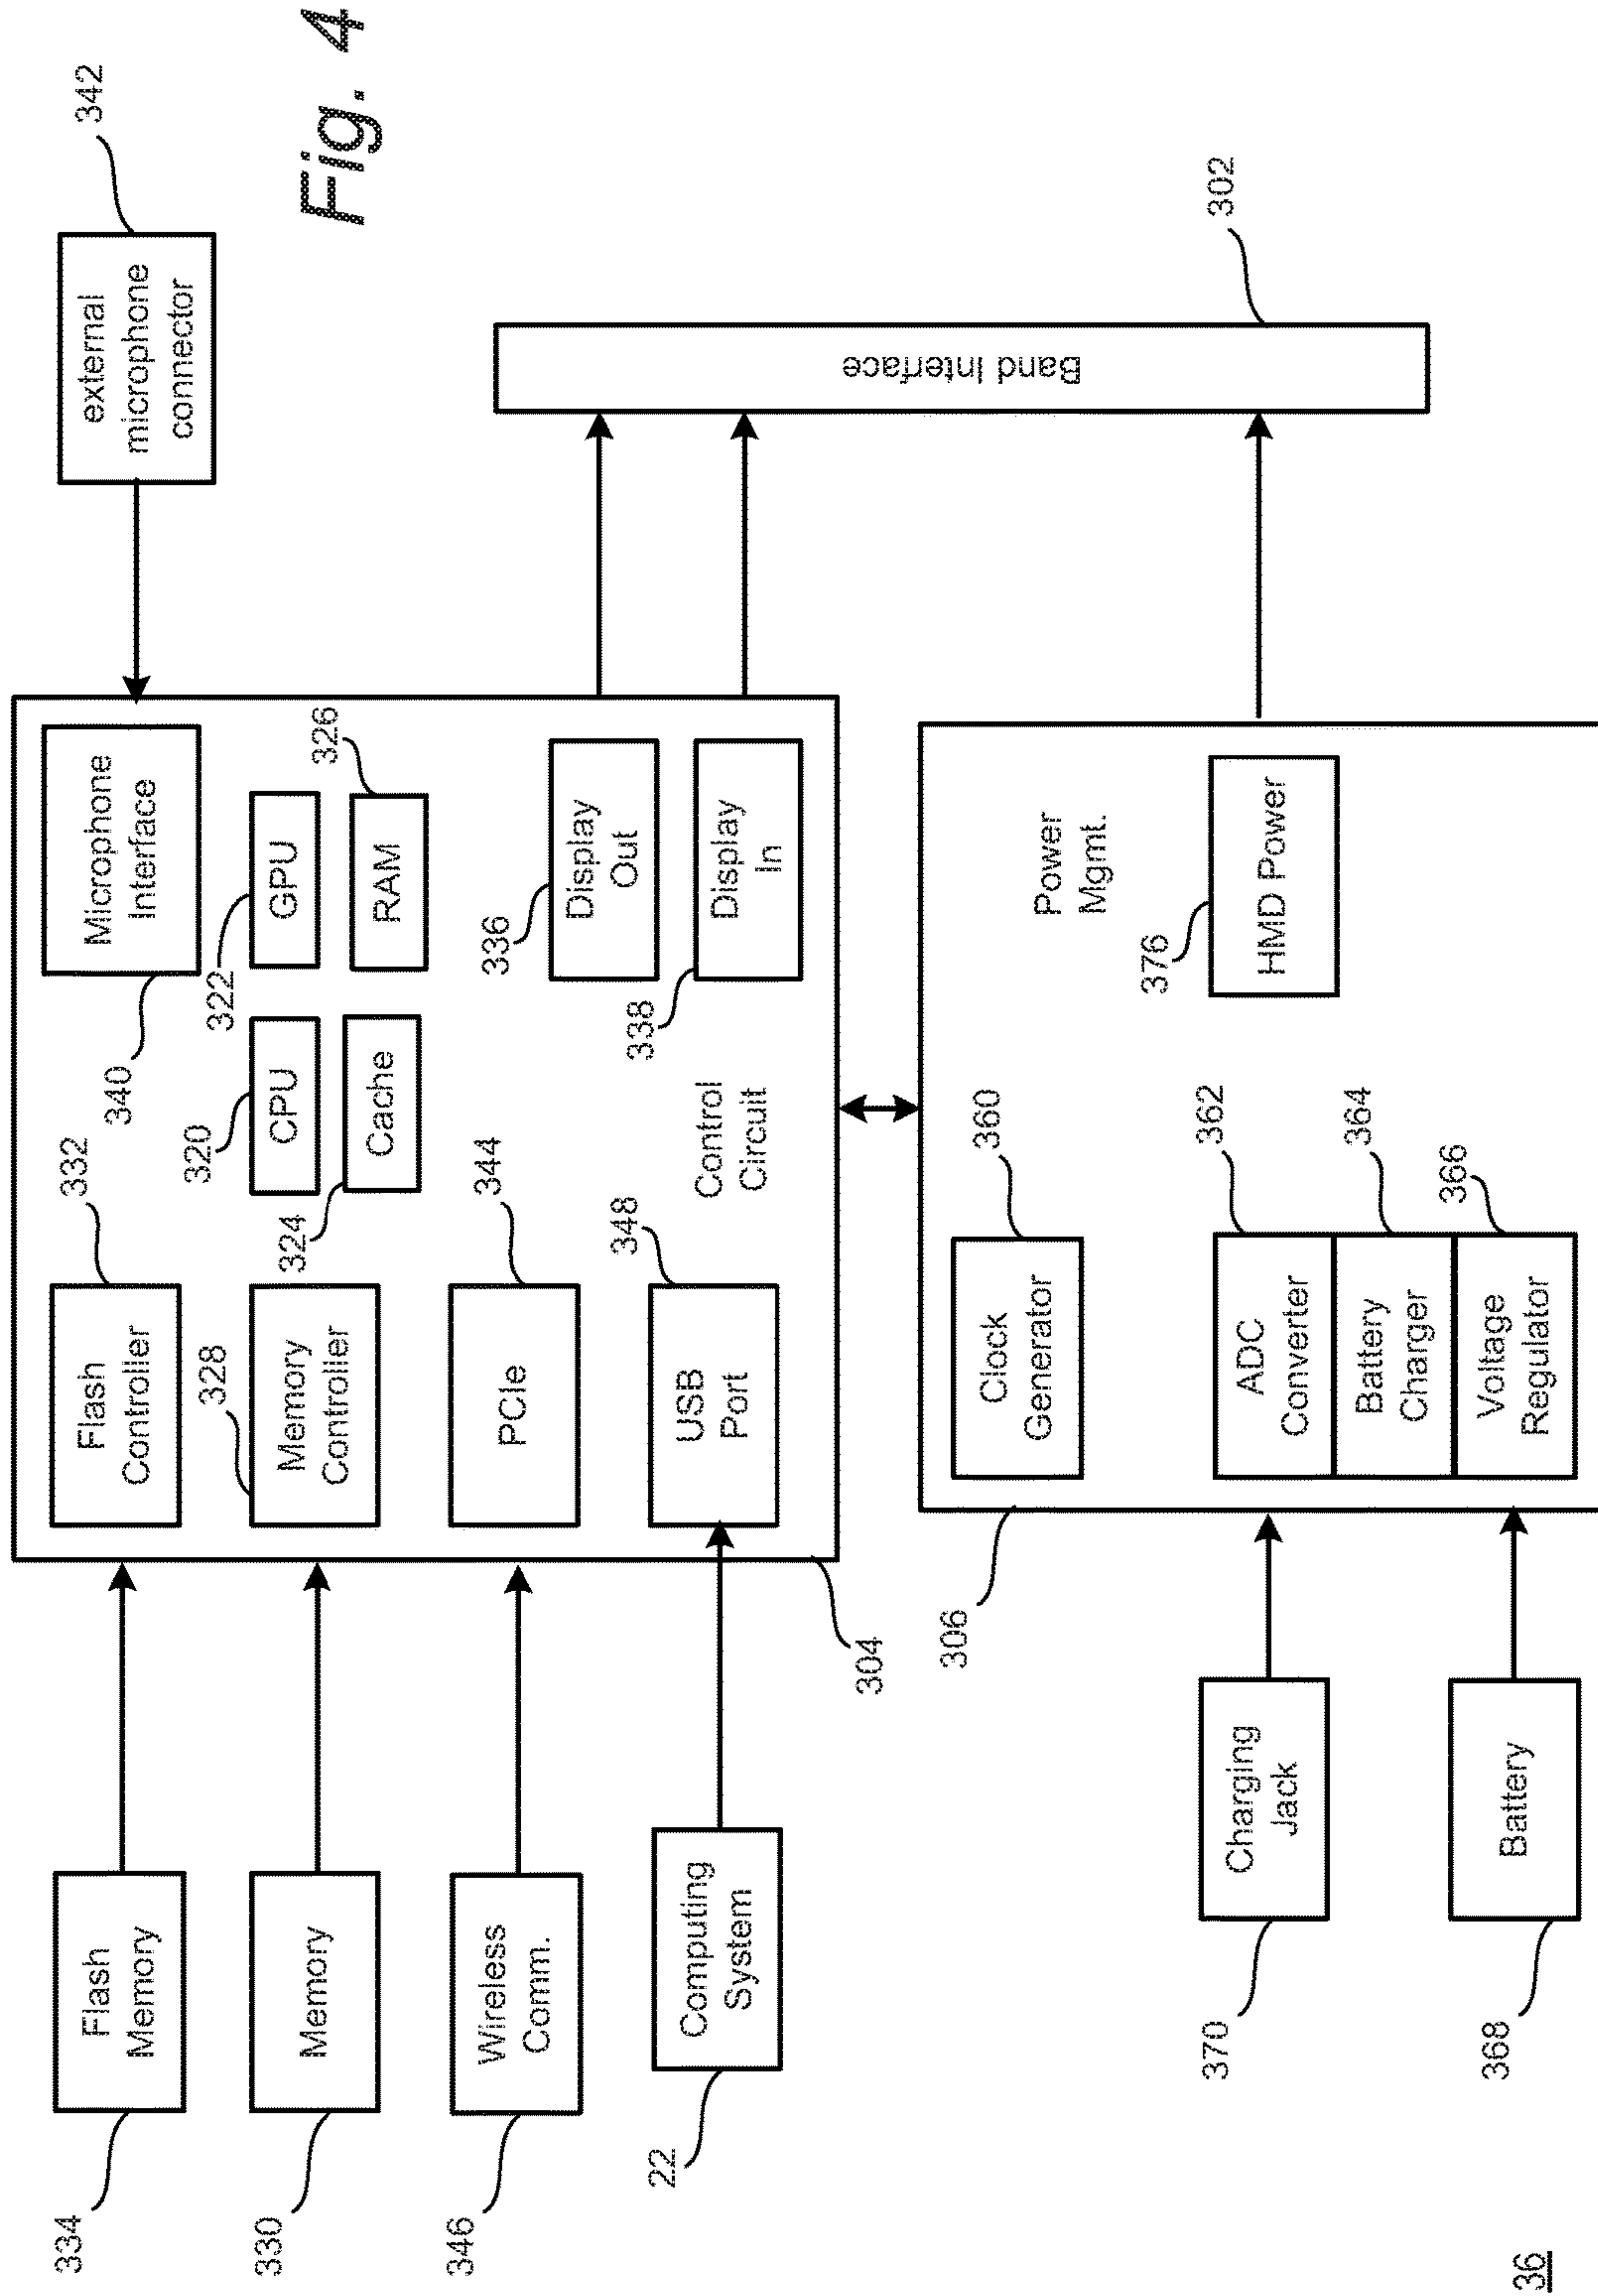 Fig. 4
334
Flash
Memory
332
Flash
Controller
340
Microphone
Interface
342
external
microphone
connector
330
Memory
328
Memory
Controller
320
CPU
322
GPU
324
Cache
326
RAM
346
Wireless
Comm.
344
PCIe
336
Display
Out
22
Computing
System
348
USB
Port
Control
Circuit
338
Display
In
304
302
Band Interface
306
360
Clock
Generator
Power
Mgmt.
376
HMD Power
370
Charging
Jack
362
ADC
Converter
364
Battery
Charger
366
Voltage
Regulator
368
Battery
36